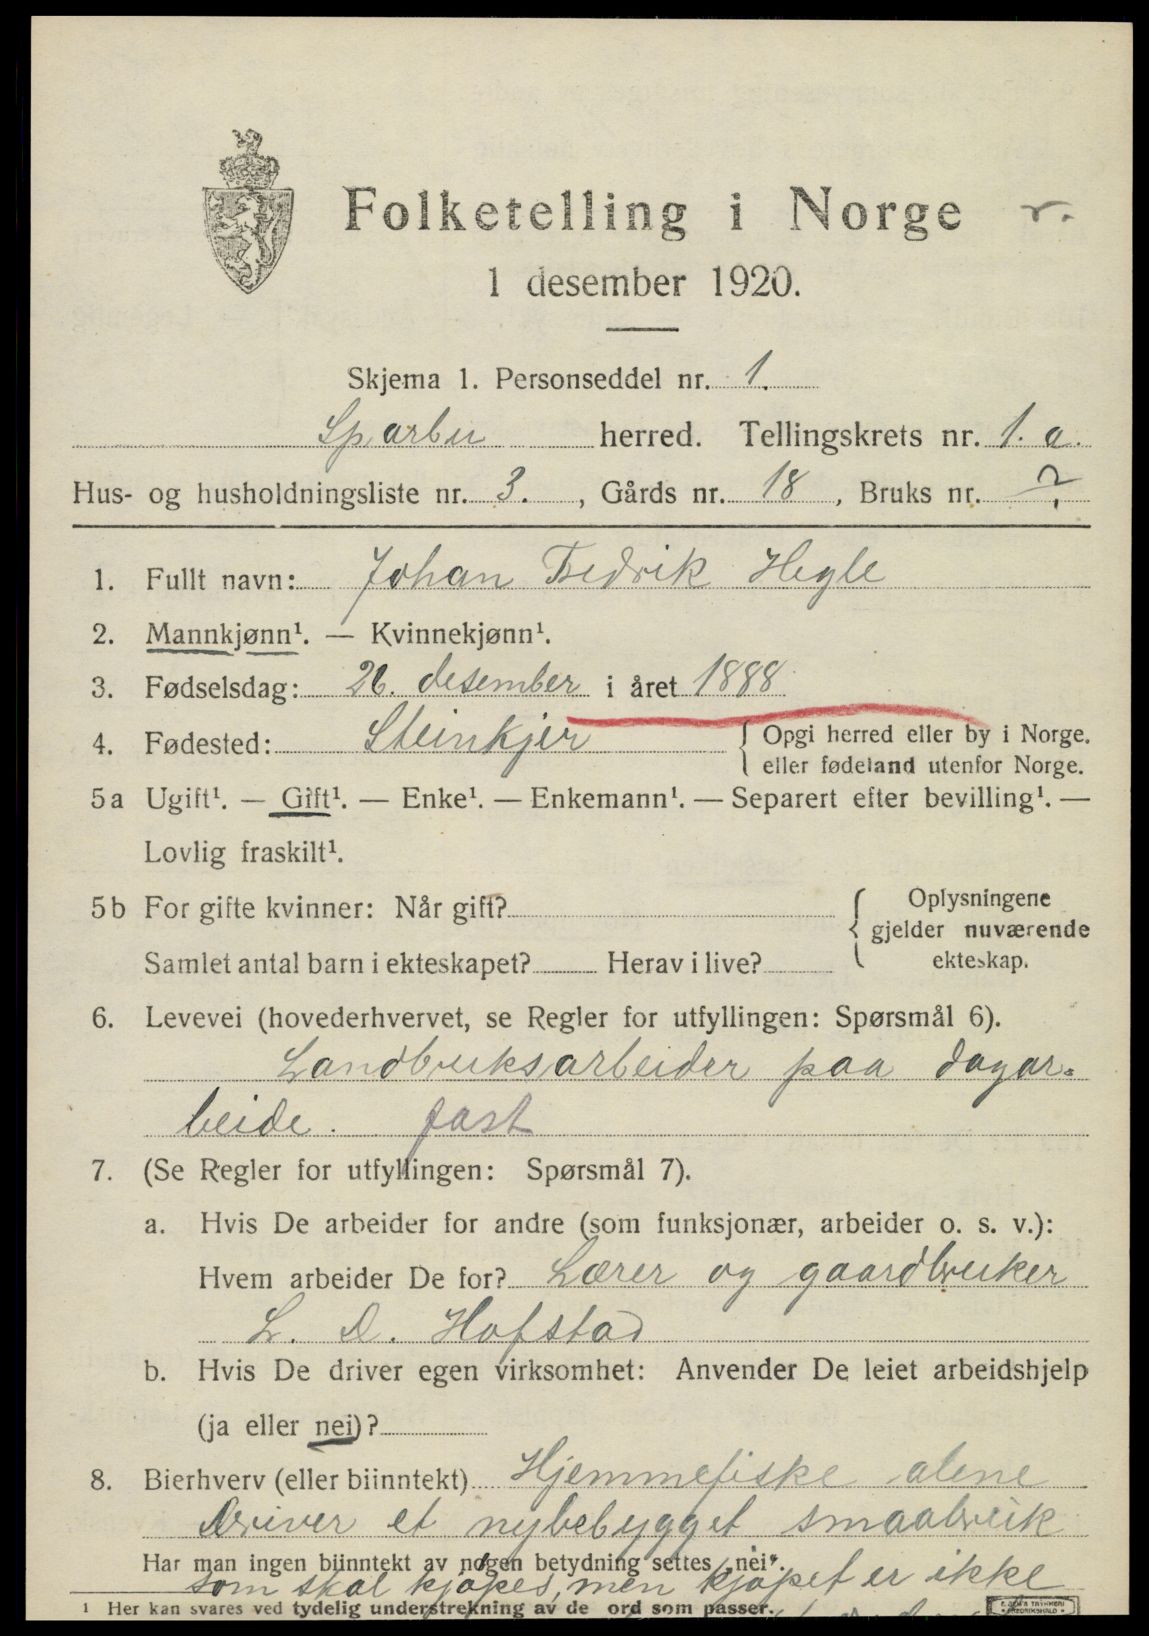 Folketelling i Norge r.
1 desember 1920.
Skjema 1. Personseddel nr. 1.
Sparbu herred. Tellingskrets nr. 1. a.
Hus- og husholdningsliste nr. 3. , Gårds nr. 18 , Bruks nr. ?
1. Fullt navn: Johan Fredrik Hegle
2. Mannkjønn¹. — Kvinnekjønn¹.
3. Fødselsdag: 26. desember i året 1888
4. Fødested: Steinkjer { Opgi herred eller by i Norge.
eller fødeland utenfor Norge.
5a Ugift¹. — Gift¹. — Enke¹. — Enkemann¹. — Separert efter bevilling¹. —
Lovlig fraskilt¹.
5b For gifte kvinner: Når gift? { Oplysningene
gjelder nuværende
Samlet antal barn i ekteskapet? Herav i live? ekteskap.
6. Levevei (hovederhvervet, se Regler for utfyllingen: Spørsmål 6).
Landbruksarbeider paa dagar-
beide. fast
7. (Se Regler for utfyllingen: Spørsmål 7).
a. Hvis De arbeider for andre (som funksjonær, arbeider o. s. v.):
Hvem arbeider De for? Lærer og gaardbruker
L. D. Hofstad
b. Hvis De driver egen virksomhet: Anvender De leiet arbeidshjelp
(ja eller nei)?
8. Bierhverv (eller biinntekt) Hjemmefiske alene
Driver et nybebygget smaabruk
Har man ingen biinntekt av nogen betydning settes „nei“.
som skal kjøpes, men kjøpet er ikke
¹ Her kan svares ved tydelig understrekning av de ord som passer.